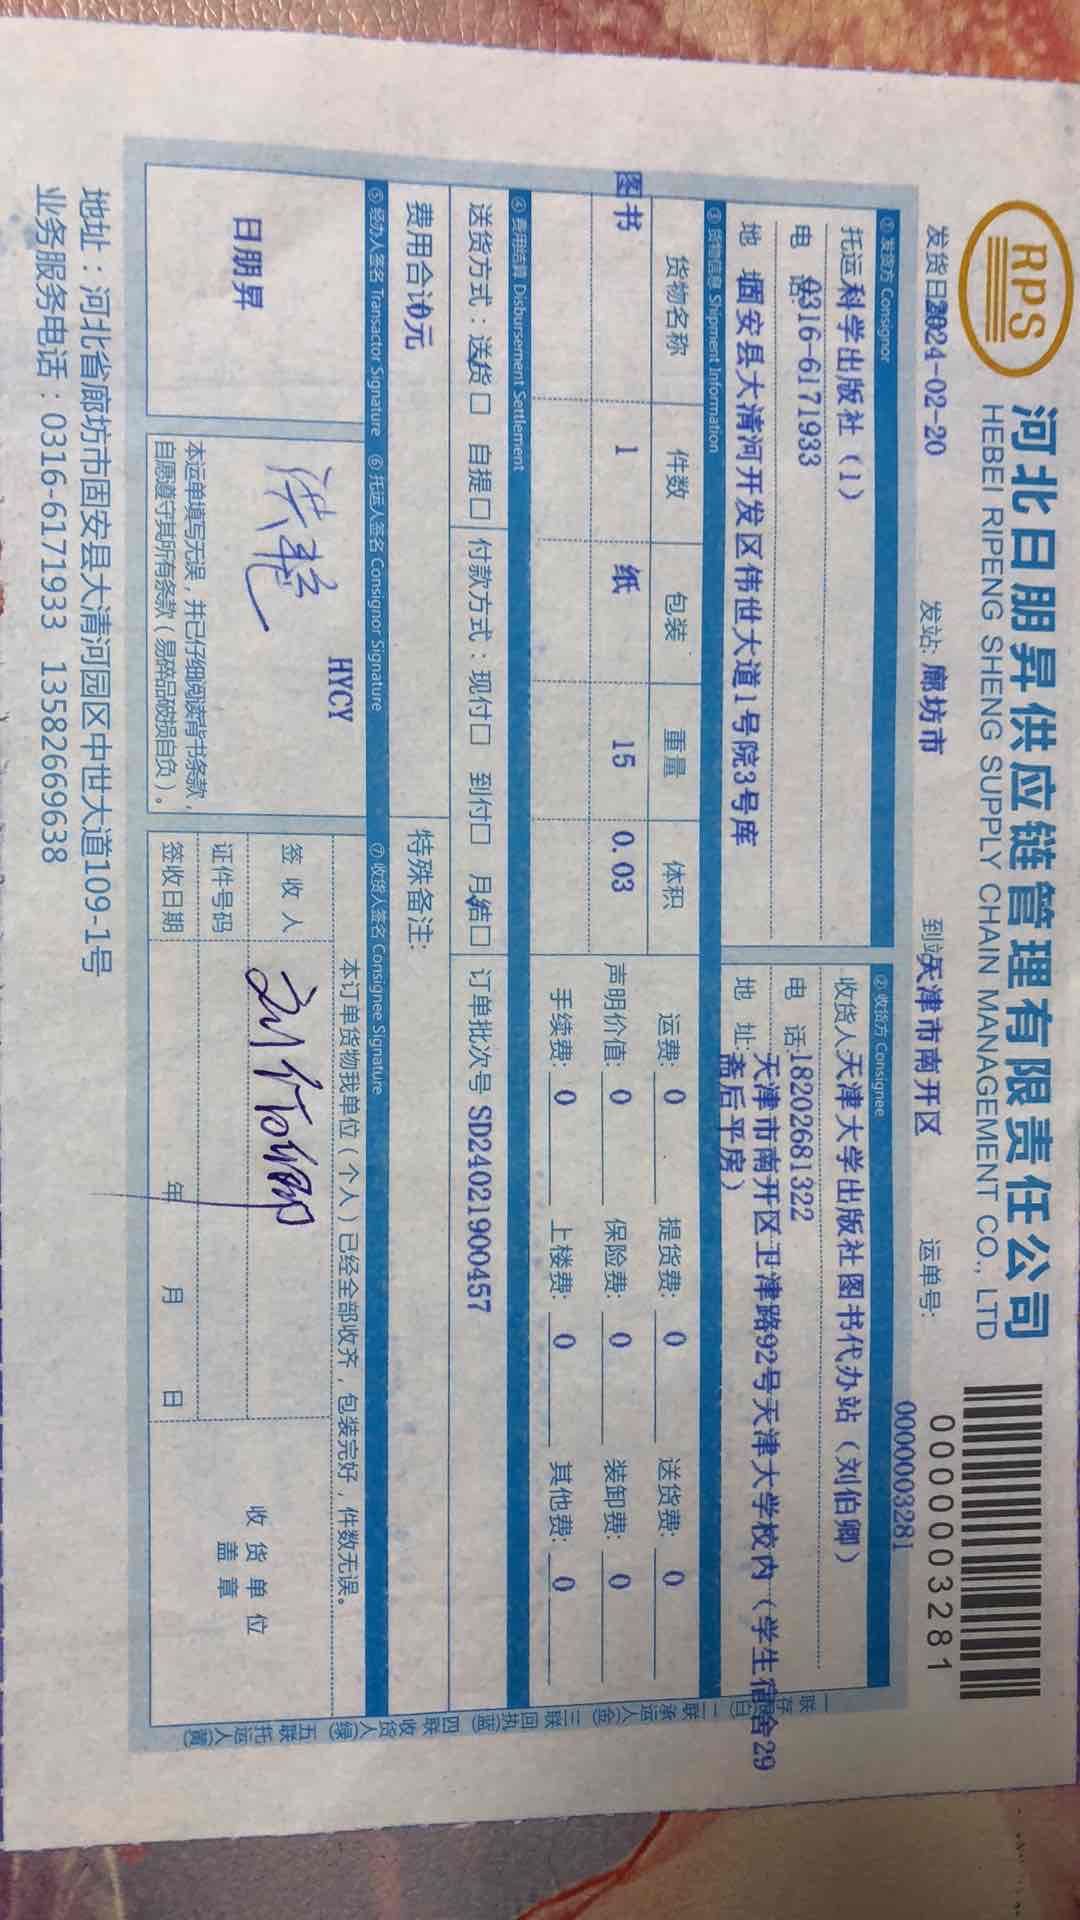 RPS
河北日朋昇供应链管理有限责任公司
HEBEI RIPENG SHENG SUPPLY CHAIN MANAGEMENT CO., LTD
0000003281
发货日 2024-02-20 发站: 廊坊市 到站 天津市南开区 运单号: 0000003281
① 发货方 Consignor
托运 科学出版社（1）
电 话 0316-6171933
地 址 固安县大清河开发区伟世大道1号院3号库
② 收货方 Consignee
收货人 天津大学出版社图书代办站（刘伯卿）
电 话: 18202681322
地 址: 天津市南开区卫津路92号天津大学校内（学生宿舍29
斋后平房）
③ 货物信息 Shipment Information
货物名称 件数 包装 重量 体积
图书 1 纸 15 0.03
运费: 0 提货费: 0 送货费: 0
声明价值: 0 保险费: 0 装卸费: 0
手续费: 0 上楼费: 0 其他费: 0
④ 费用结算 Disbursement Settlement
送货方式：送货□ 自提□ 付款方式：现付□ 到付□ 月结□ 订单批次号 SD2402190045​7
费用合计0元 特殊备注:
⑤ 经办人签名 Transactor Signature ⑥ 托运人签名 Consignor Signature ⑦ 收货人签名 Consignee Signature
日朋昇
HYCY
本运单填写无误，并已仔细阅读背书条款，
自愿遵守其所有条款（易碎品破损自负）。
本订单货物我单位（个人）已经全部收齐，包装完好，件数无误。
签 收 人 刘伯卿
证件号码
签收日期 年 月 日
收货单位
盖 章
一联存(白) 二联承运人(金) 三联回执(蓝) 四联收货人(绿) 五联托运人(黄)
地址：河北省廊坊市固安县大清河园区中世大道109-1号
业务服务电话：0316-6171933 13582669638